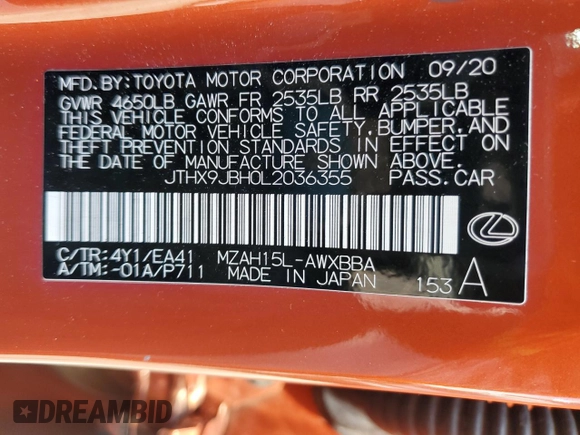 MFD.BY:TOYOTA MOTOR CORPORATION 09/20
GVWR 4650LB GAWR FR 2535LB RR 2535LB
THIS VEHICLE CONFORMS TO ALL APPLICABLE
FEDERAL MOTOR VEHICLE SAFETY,BUMPER,AND
THEFT PREVENTION STANDARDS IN EFFECT ON
THE DATE OF MANUFACTURE SHOWN ABOVE.
JTHX9JBH0L2036355 PASS.CAR
C/TR:4Y1/EA41 MZAH15L-AWXBBA
A/TM:-01A/P711 MADE IN JAPAN 153 A
DREAMBID